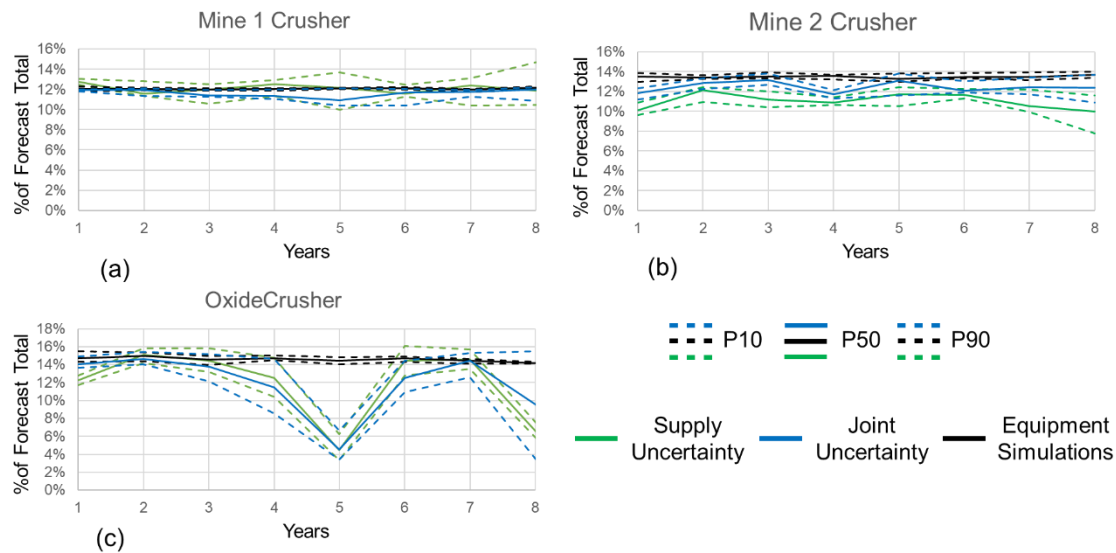 Mine 1 Crusher
%of Forecast Total
16%
14%
12%
10%
8%
6%
4%
2%
0%
1 2 3 4 5 6 7 8
Years
(a)
Mine 2 Crusher
%of Forecast Total
16%
14%
12%
10%
8%
6%
4%
2%
0%
1 2 3 4 5 6 7 8
Years
(b)
OxideCrusher
%of Forecast Total
18%
16%
14%
12%
10%
8%
6%
4%
2%
0%
1 2 3 4 5 6 7 8
Years
(c)
P10 P50 P90
Supply Uncertainty
Joint Uncertainty
Equipment Simulations